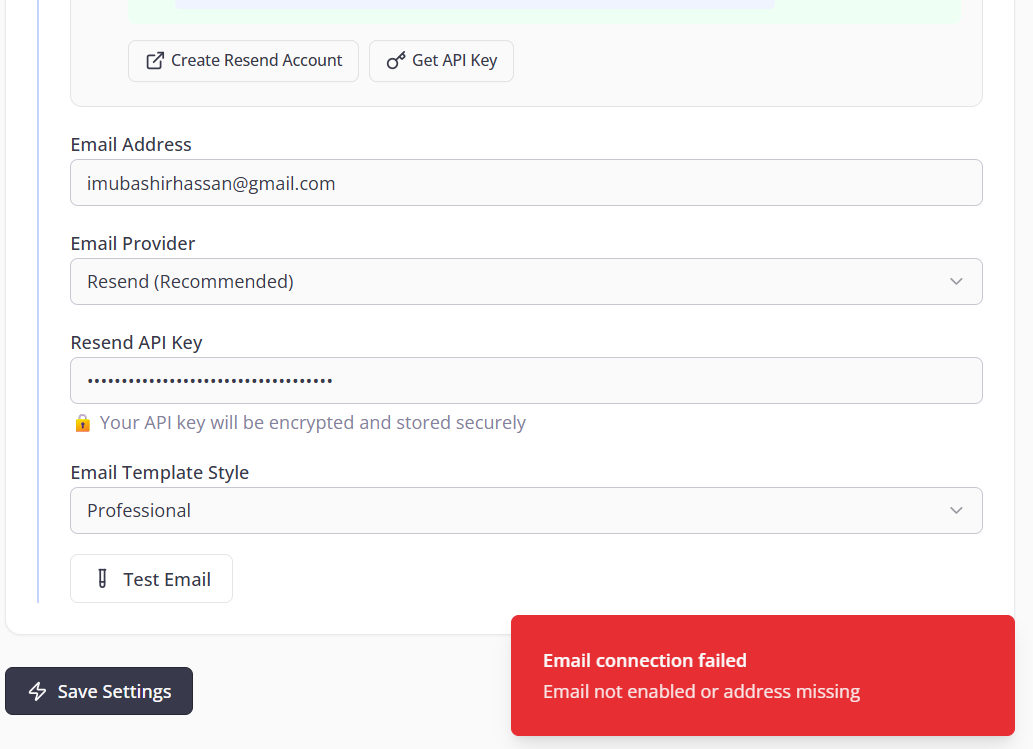 Create Resend Account
Get API Key
Email Address
imubashirhassan@gmail.com
Email Provider
Resend (Recommended)
Resend API Key
••••••••••••••••••••••••••••••••••••
🔒 Your API key will be encrypted and stored securely
Email Template Style
Professional
Test Email
Save Settings
Email connection failed
Email not enabled or address missing